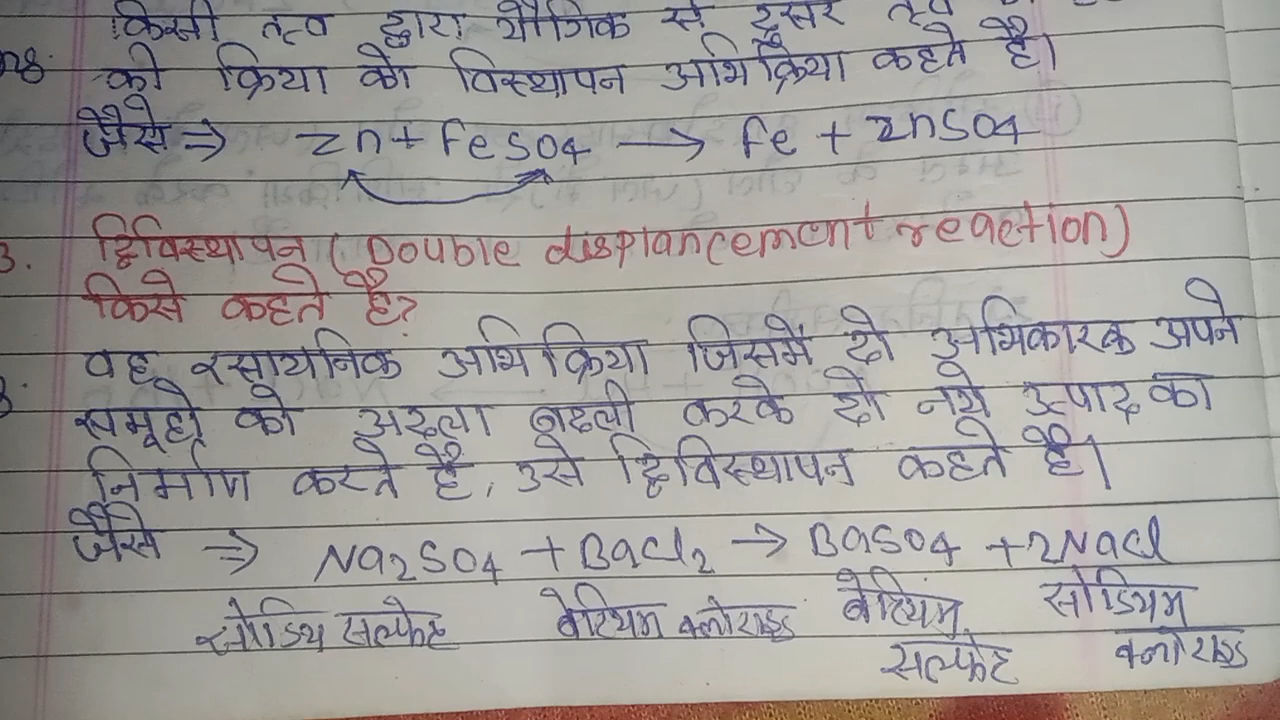 किसी तत्व द्वारा यौगिक से दुसरे
ns. को क्रिया को विस्थापन अभिक्रिया कहते है।
जैसे ⇒ Zn + FeSO4 → Fe + ZnSO4
3. द्विविस्थापन (Double displancement reaction)
किसे कहते है?
वह रसायनिक अभिक्रिया जिसमें दो अभिकारक अपने
समूहो को अदला बदली करके दो नये उत्पाद का
निर्माण करते है, उसे द्विविस्थापन कहते है।
जैसे ⇒ Na2SO4 + BaCl2 → BaSO4 + 2NaCl
सोडिय सल्फेट बेरियम क्लोराइड बेरियम सोडियम
सल्फेट क्लोराइड